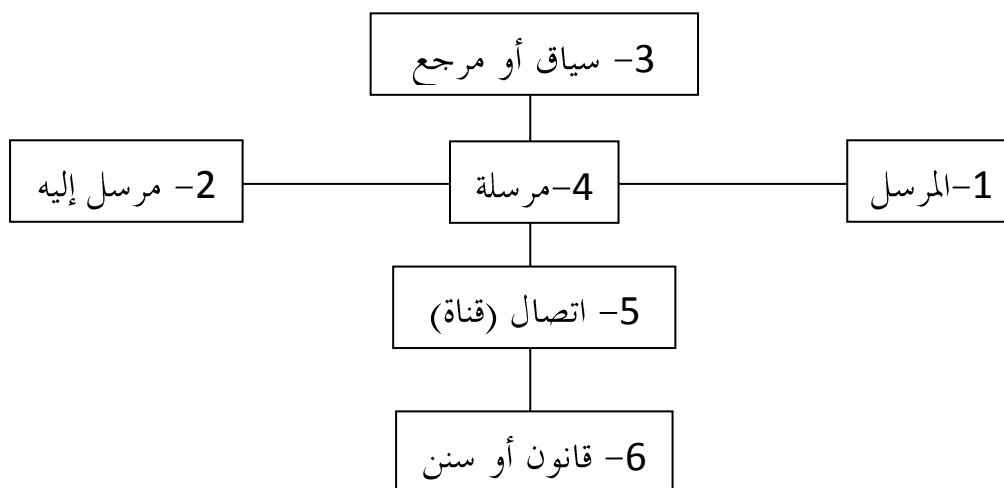 3- سياق أو مرجع
1-المرسل
4-مرسلة
2- مرسل إليه
5- اتصال (قناة)
6- قانون أو سنن